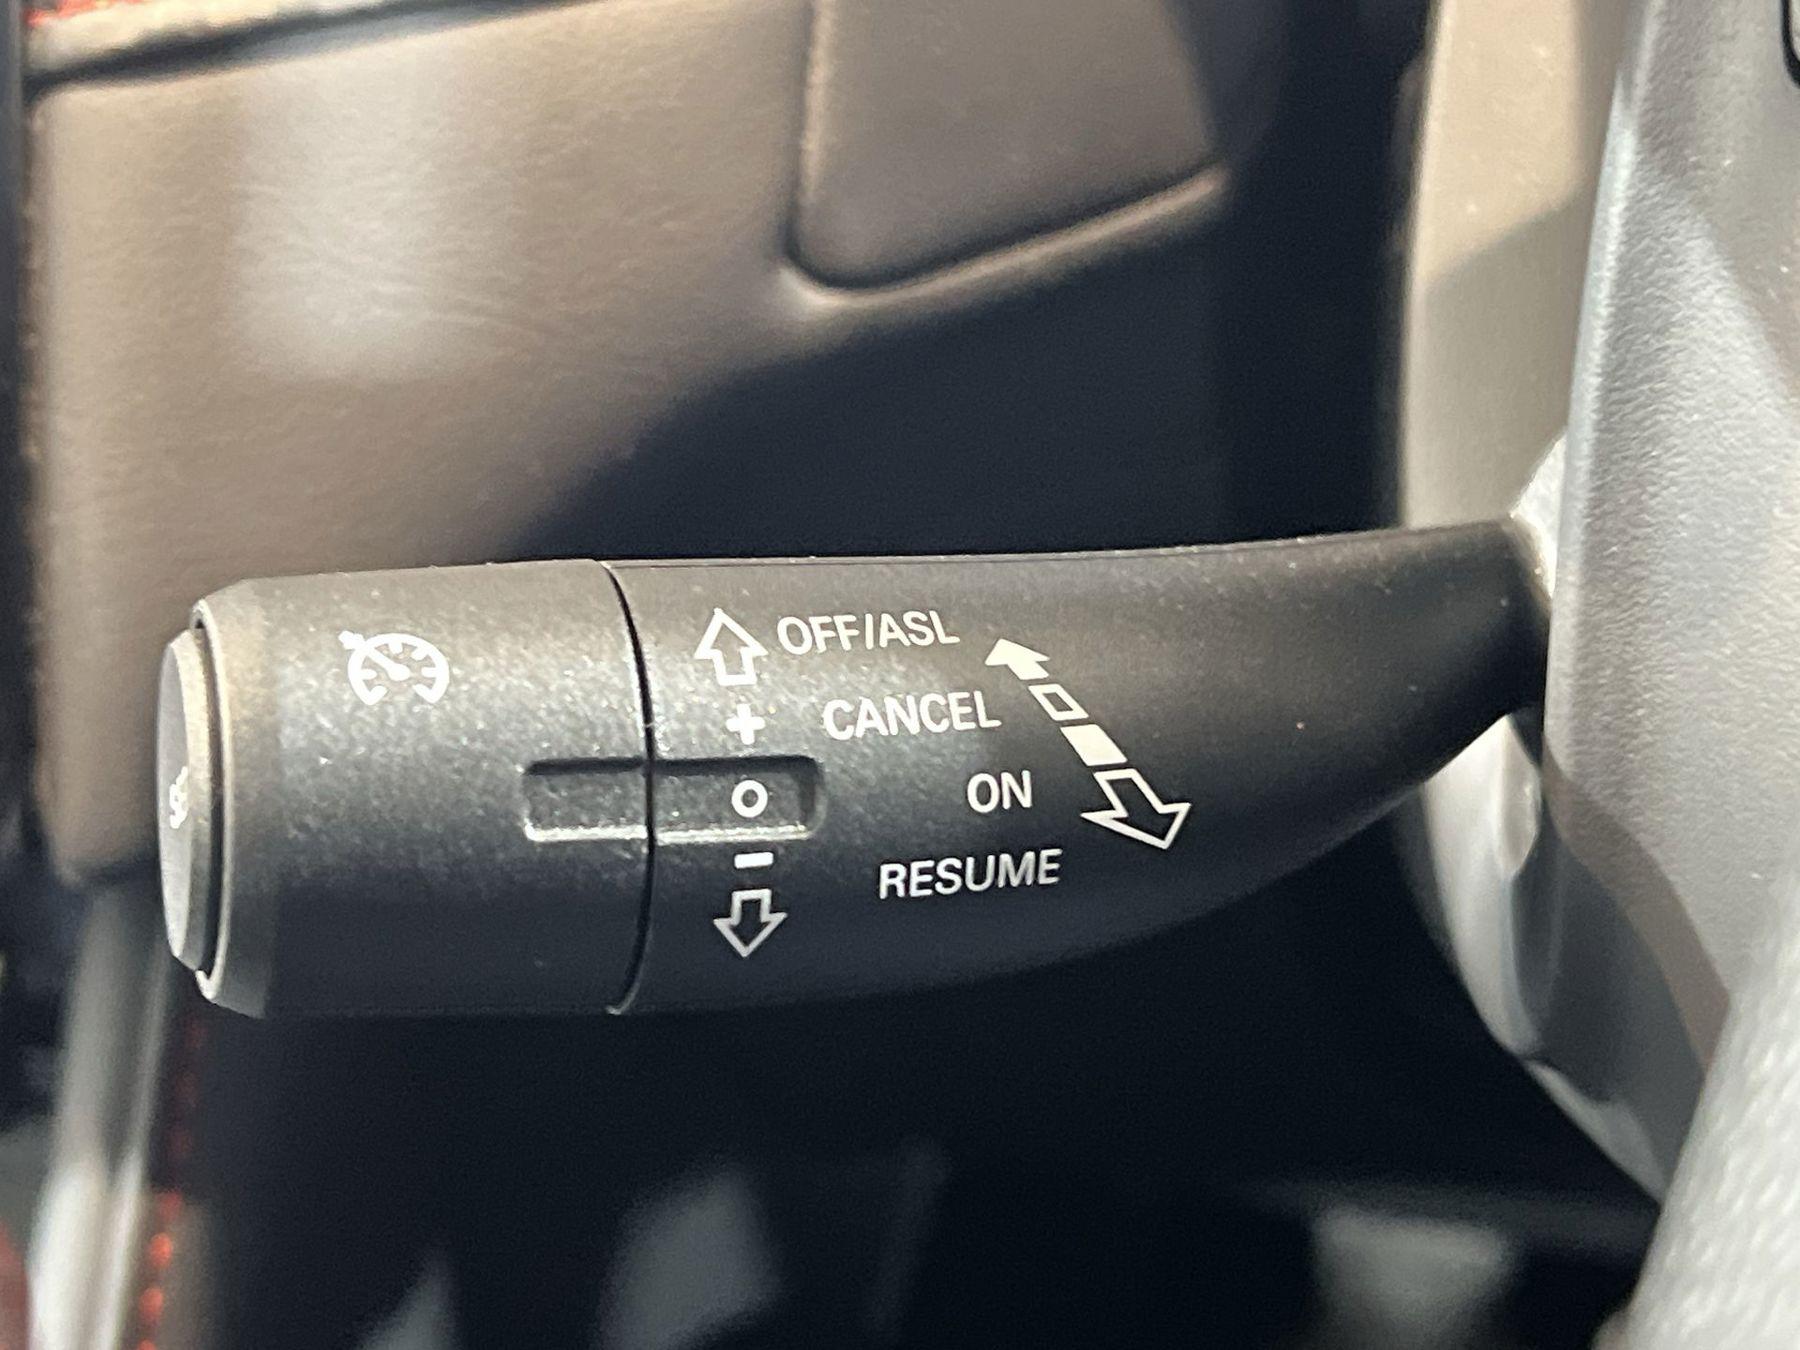 OFF/ASL
+ CANCEL
O ON
− RESUME